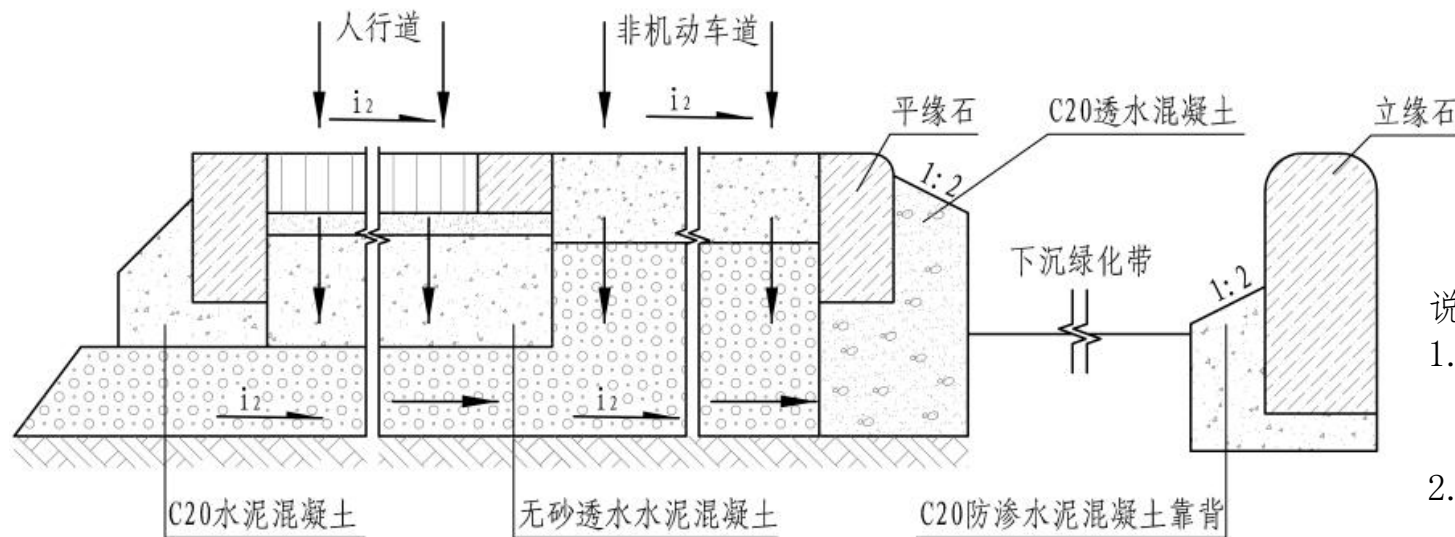 人行道
非机动车道
i2
i2
平缘石
C20透水混凝土
立缘石
1:2
下沉绿化带
1:2
说
1.
i2
i2
2.
C20水泥混凝土
无砂透水水泥混凝土
C20防渗水泥混凝土靠背